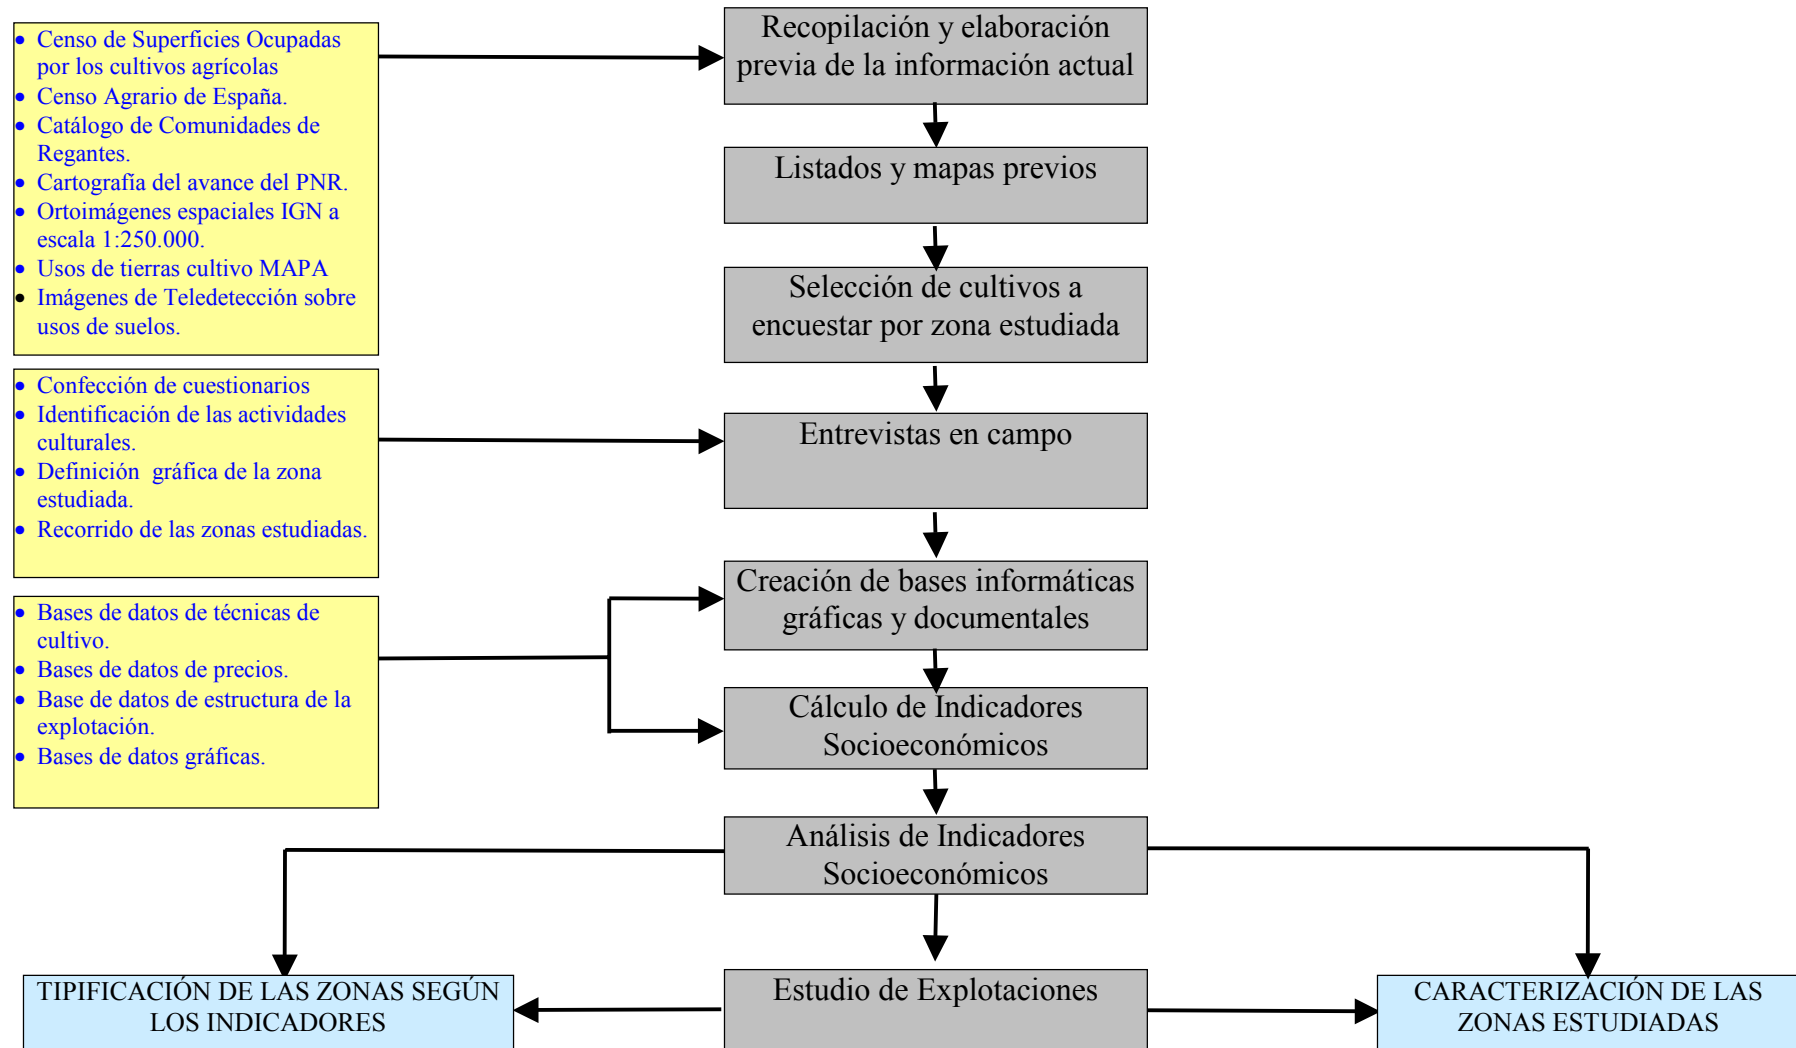 • Censo de Superficies Ocupadas
por los cultivos agrícolas
• Censo Agrario de España.
• Catálogo de Comunidades de
Regantes.
• Cartografía del avance del PNR.
• Ortoimágenes espaciales IGN a
escala 1:250.000.
• Usos de tierras cultivo MAPA
• Imágenes de Teledetección sobre
usos de suelos.
Recopilación y elaboración
previa de la información actual
Listados y mapas previos
Selección de cultivos a
encuestar por zona estudiada
• Confección de cuestionarios
• Identificación de las actividades
culturales.
• Definición  gráfica de la zona
estudiada.
• Recorrido de las zonas estudiadas.
Entrevistas en campo
• Bases de datos de técnicas de
cultivo.
• Bases de datos de precios.
• Base de datos de estructura de la
explotación.
• Bases de datos gráficas.
Creación de bases informáticas
gráficas y documentales
Cálculo de Indicadores
Socioeconómicos
Análisis de Indicadores
Socioeconómicos
TIPIFICACIÓN DE LAS ZONAS SEGÚN
LOS INDICADORES
Estudio de Explotaciones
CARACTERIZACIÓN DE LAS
ZONAS ESTUDIADAS